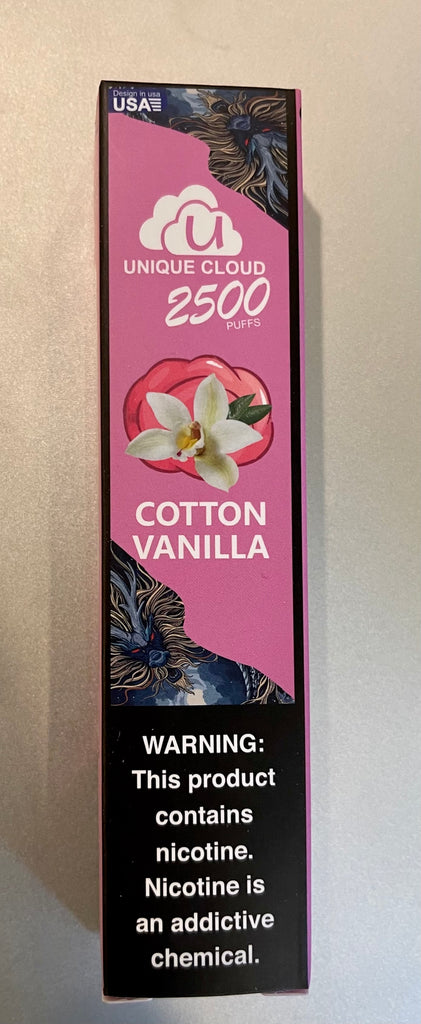 Design in usa
USA
U
UNIQUE CLOUD
2500
PUFFS
COTTON
VANILLA
WARNING:
This product
contains
nicotine.
Nicotine is
an addictive
chemical.